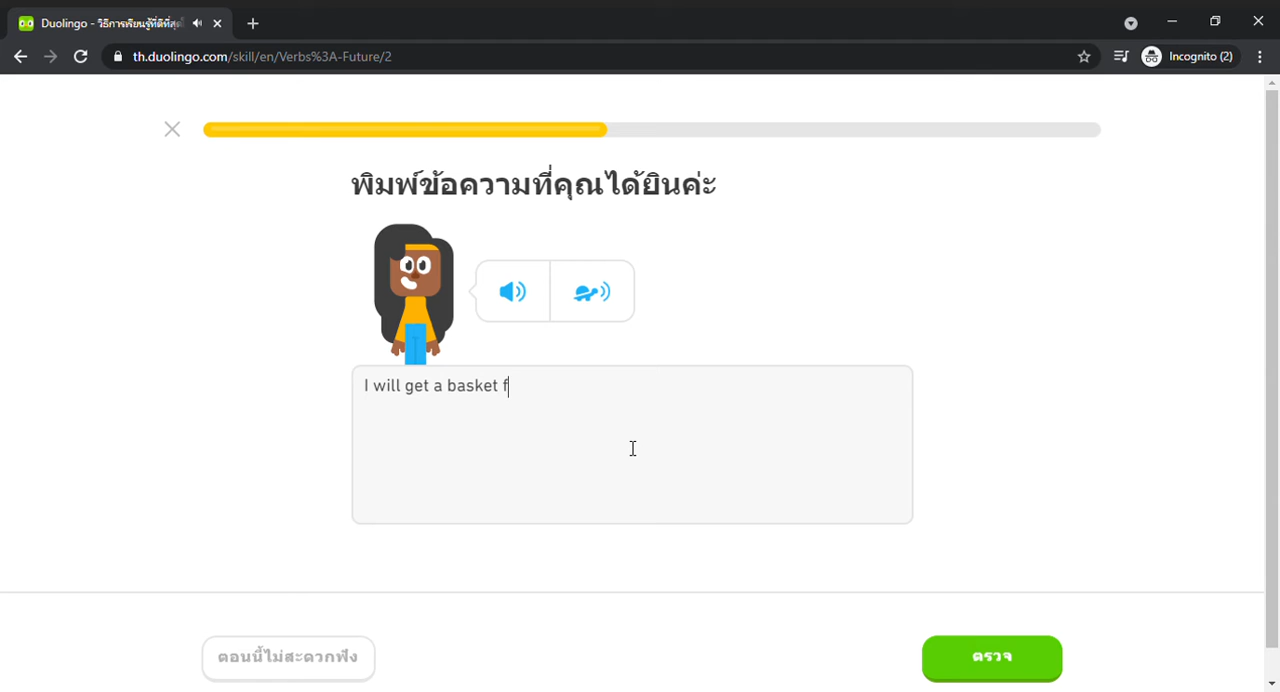 Duolingo - วิธีการเรียนรู้ที่ดีที่สุดใ
th.duolingo.com/skill/en/Verbs%3A-Future/2
Incognito (2)
พิมพ์ข้อความที่คุณได้ยินค่ะ
I will get a basket f
ตอนนี้ไม่สะดวกฟัง
ตรวจ